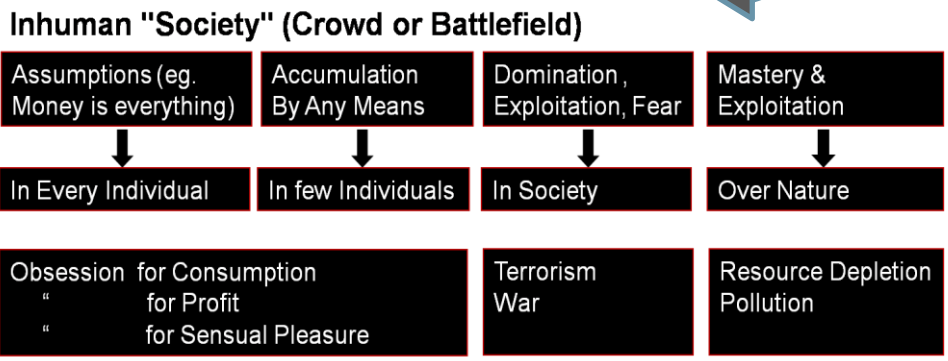 Inhuman "Society" (Crowd or Battlefield)
Assumptions (eg.
Money is everything)
Accumulation
By Any Means
Domination ,
Exploitation, Fear
Mastery &
Exploitation
In Every Individual
In few Individuals
In Society
Over Nature
Obsession for Consumption
“ for Profit
“ for Sensual Pleasure
Terrorism
War
Resource Depletion
Pollution